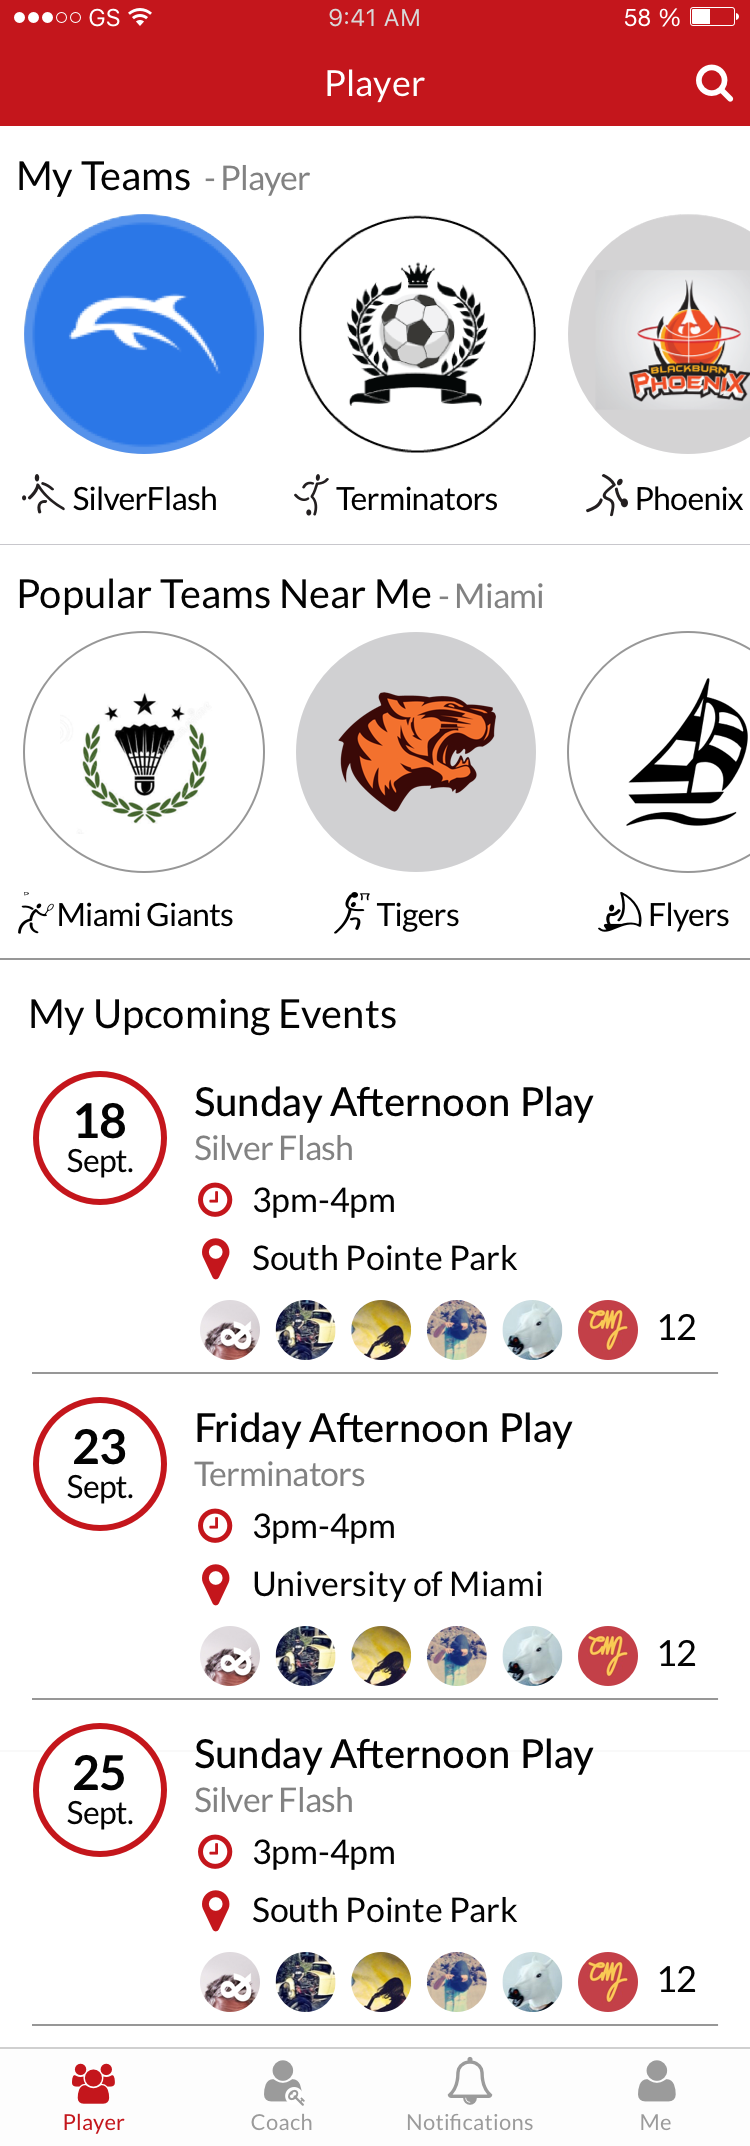 GS 9:41 AM 58 %
Player
My Teams - Player
BLACKBURN
PHOENIX
SilverFlash Terminators Phoenix
Popular Teams Near Me - Miami
Miami Giants Tigers Flyers
My Upcoming Events
18
Sept.
Sunday Afternoon Play
Silver Flash
3pm-4pm
South Pointe Park
12
23
Sept.
Friday Afternoon Play
Terminators
3pm-4pm
University of Miami
12
25
Sept.
Sunday Afternoon Play
Silver Flash
3pm-4pm
South Pointe Park
12
Player Coach Notifications Me